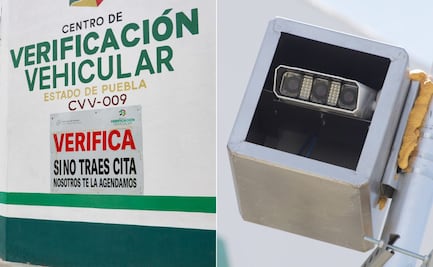 CENTRO DE
VERIFICACIÓN
VEHICULAR
ESTADO DE PUEBLA
CVV-009
VERIFICA
SI NO TRAES CITA
NOSOTROS TE LA AGENDAMOS